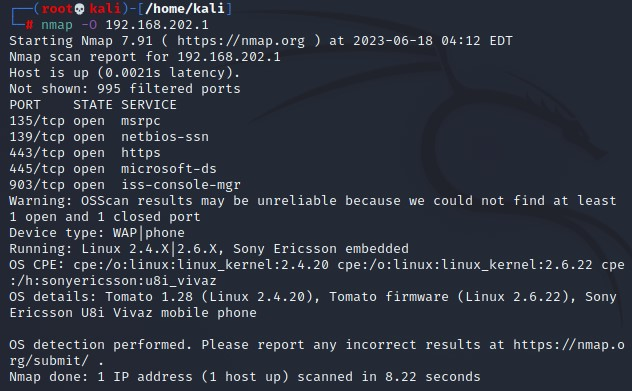 ┌──(root💀kali)-[/home/kali]
└─# nmap -O 192.168.202.1
Starting Nmap 7.91 ( https://nmap.org ) at 2023-06-18 04:12 EDT
Nmap scan report for 192.168.202.1
Host is up (0.0021s latency).
Not shown: 995 filtered ports
PORT    STATE SERVICE
135/tcp open  msrpc
139/tcp open  netbios-ssn
443/tcp open  https
445/tcp open  microsoft-ds
903/tcp open  iss-console-mgr
Warning: OSScan results may be unreliable because we could not find at least
1 open and 1 closed port
Device type: WAP|phone
Running: Linux 2.4.X|2.6.X, Sony Ericsson embedded
OS CPE: cpe:/o:linux:linux_kernel:2.4.20 cpe:/o:linux:linux_kernel:2.6.22 cpe
:/h:sonyericsson:u8i_vivaz
OS details: Tomato 1.28 (Linux 2.4.20), Tomato firmware (Linux 2.6.22), Sony
Ericsson U8i Vivaz mobile phone
OS detection performed. Please report any incorrect results at https://nmap.o
rg/submit/ .
Nmap done: 1 IP address (1 host up) scanned in 8.22 seconds